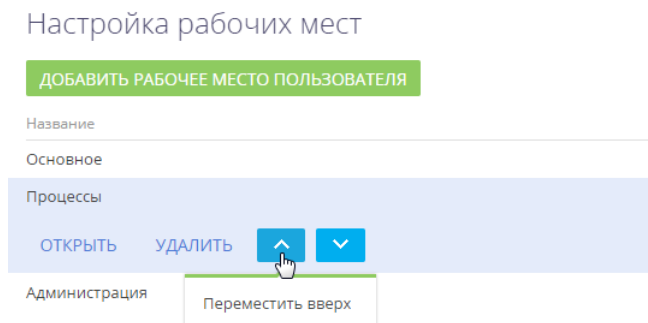 Настройка рабочих мест
ДОБАВИТЬ РАБОЧЕЕ МЕСТО ПОЛЬЗОВАТЕЛЯ
Название
Основное
Процессы
ОТКРЫТЬ УДАЛИТЬ
Администрация
Переместить вверх